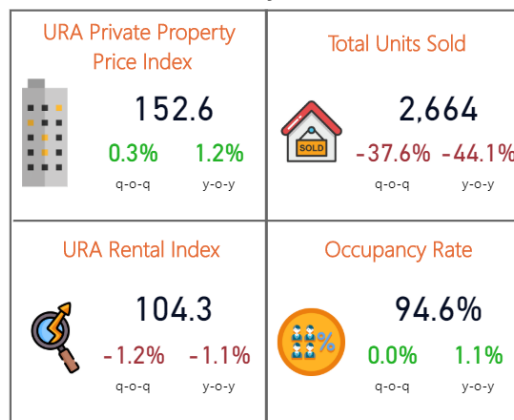 URA Private Property
Price Index
152.6
0.3% 1.2%
q-o-q y-o-y
Total Units Sold
SOLD
2,664
-37.6% -44.1%
q-o-q y-o-y
URA Rental Index
104.3
-1.2% -1.1%
q-o-q y-o-y
Occupancy Rate
%
94.6%
0.0% 1.1%
q-o-q y-o-y